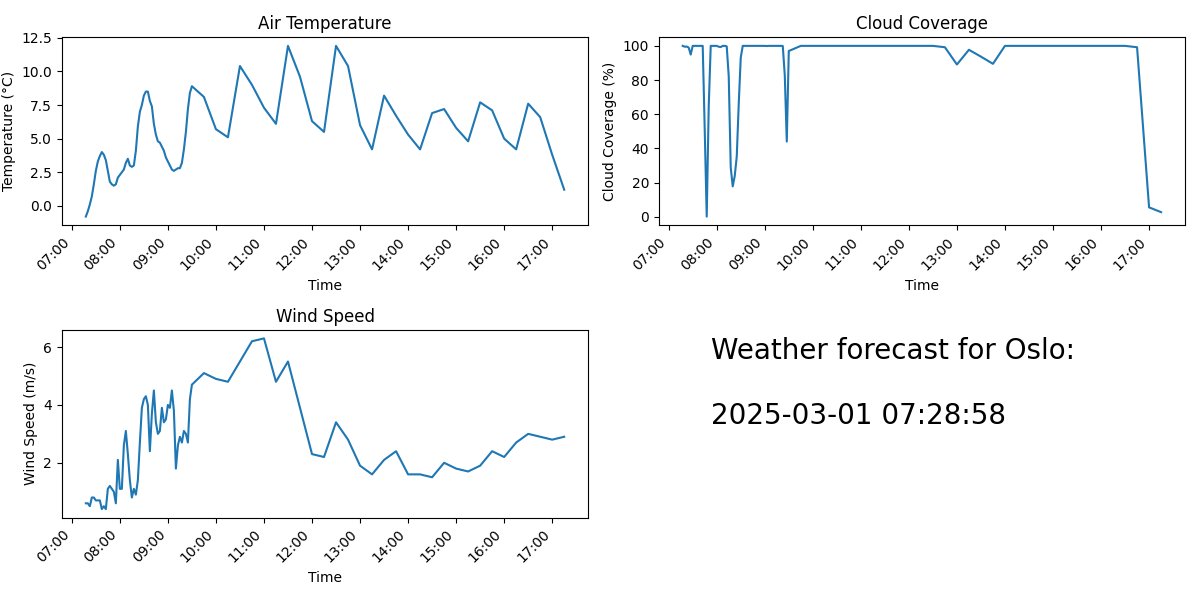 Air Temperature
Temperature (°C)
12.5
10.0
7.5
5.0
2.5
0.0
07:00 08:00 09:00 10:00 11:00 12:00 13:00 14:00 15:00 16:00 17:00
Time
Cloud Coverage
Cloud Coverage (%)
100
80
60
40
20
0
07:00 08:00 09:00 10:00 11:00 12:00 13:00 14:00 15:00 16:00 17:00
Time
Wind Speed
Wind Speed (m/s)
6
4
2
07:00 08:00 09:00 10:00 11:00 12:00 13:00 14:00 15:00 16:00 17:00
Time
Weather forecast for Oslo:
2025-03-01 07:28:58